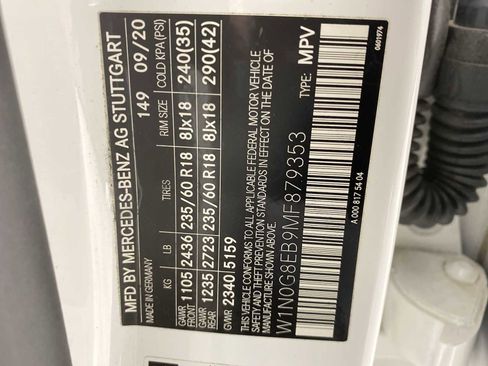 MFD BY MERCEDES-BENZ AG STUTTGART
MADE IN GERMANY 149 09/20
KG LB TIRES RIM SIZE COLD KPA (PSI)
GAWR FRONT 1105 2436 235/60 R18 8Jx18 240(35)
GAWR REAR 1235 2723 235/60 R18 8Jx18 290(42)
GVWR 2340 5159
THIS VEHICLE CONFORMS TO ALL APPLICABLE FEDERAL MOTOR VEHICLE
SAFETY AND THEFT PREVENTION STANDARDS IN EFFECT ON THE DATE OF
MANUFACTURE SHOWN ABOVE.
W1N0G8EB9MF879353 TYPE: MPV
A 000 817 54 04
0401974